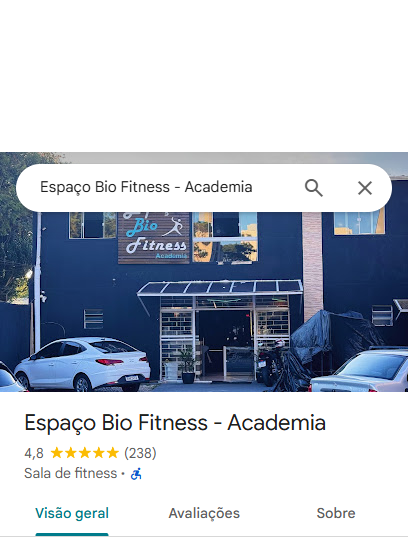 Espaço Bio Fitness - Academia
Bio
Fitness
Academia
Espaço Bio Fitness - Academia
4,8 (238)
Sala de fitness ·
Visão geral
Avaliações
Sobre